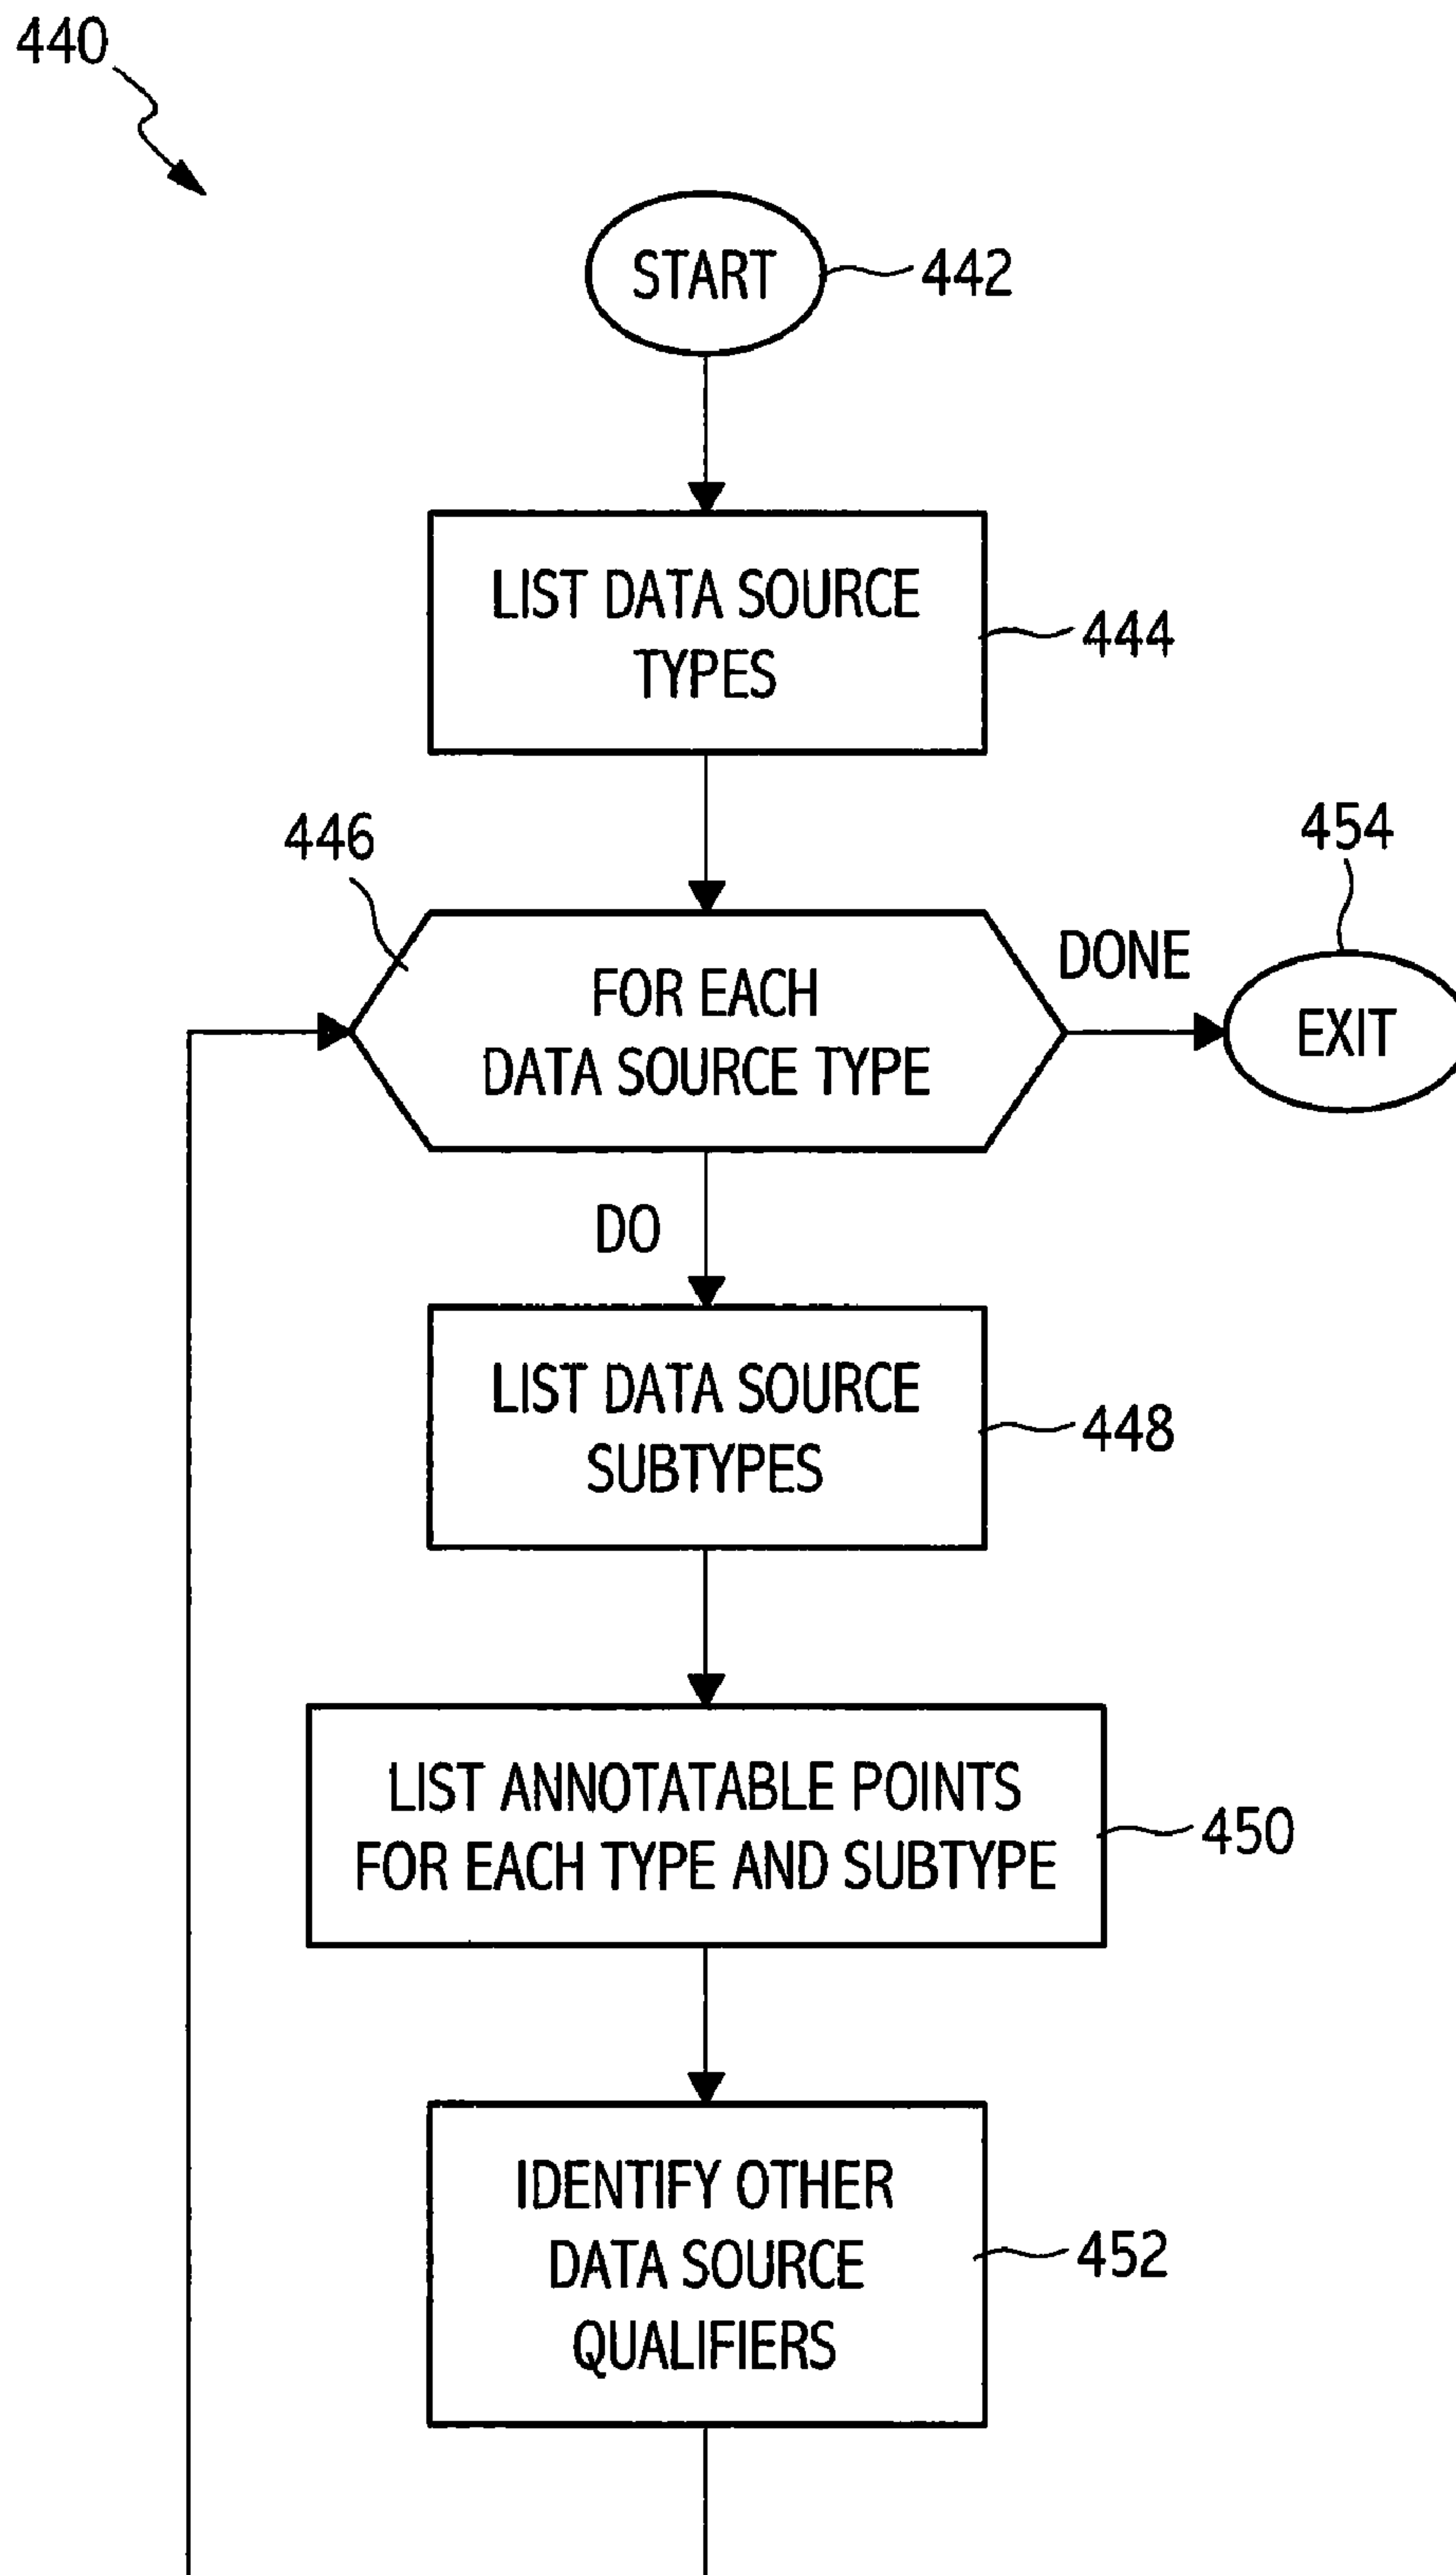 440
START
442
LIST DATA SOURCE
TYPES
444
446
454
FOR EACH
DATA SOURCE TYPE
DONE
EXIT
DO
LIST DATA SOURCE
SUBTYPES
448
LIST ANNOTATABLE POINTS
FOR EACH TYPE AND SUBTYPE
450
IDENTIFY OTHER
DATA SOURCE
QUALIFIERS
452